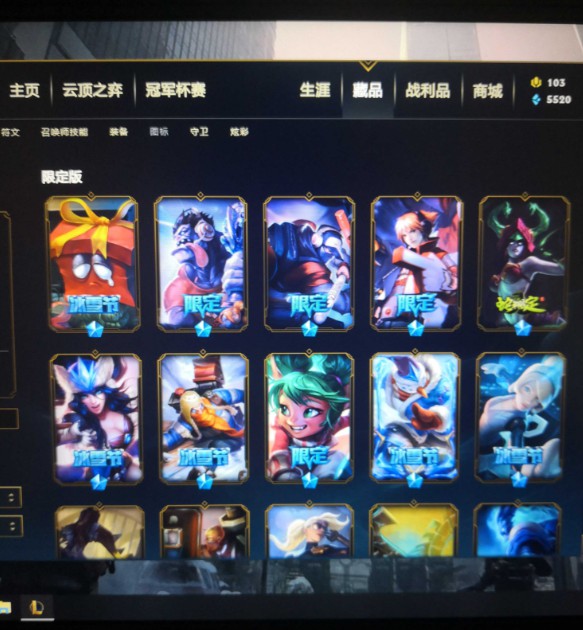 主页 云顶之弈 冠军杯赛 生涯 藏品 战利品 商城 103
5520
符文 召唤师技能 装备 图标 守卫 炫彩
限定版
冰雪节 限定 限定 限定
冰雪节 冰雪节 限定 冰雪节 冰雪节